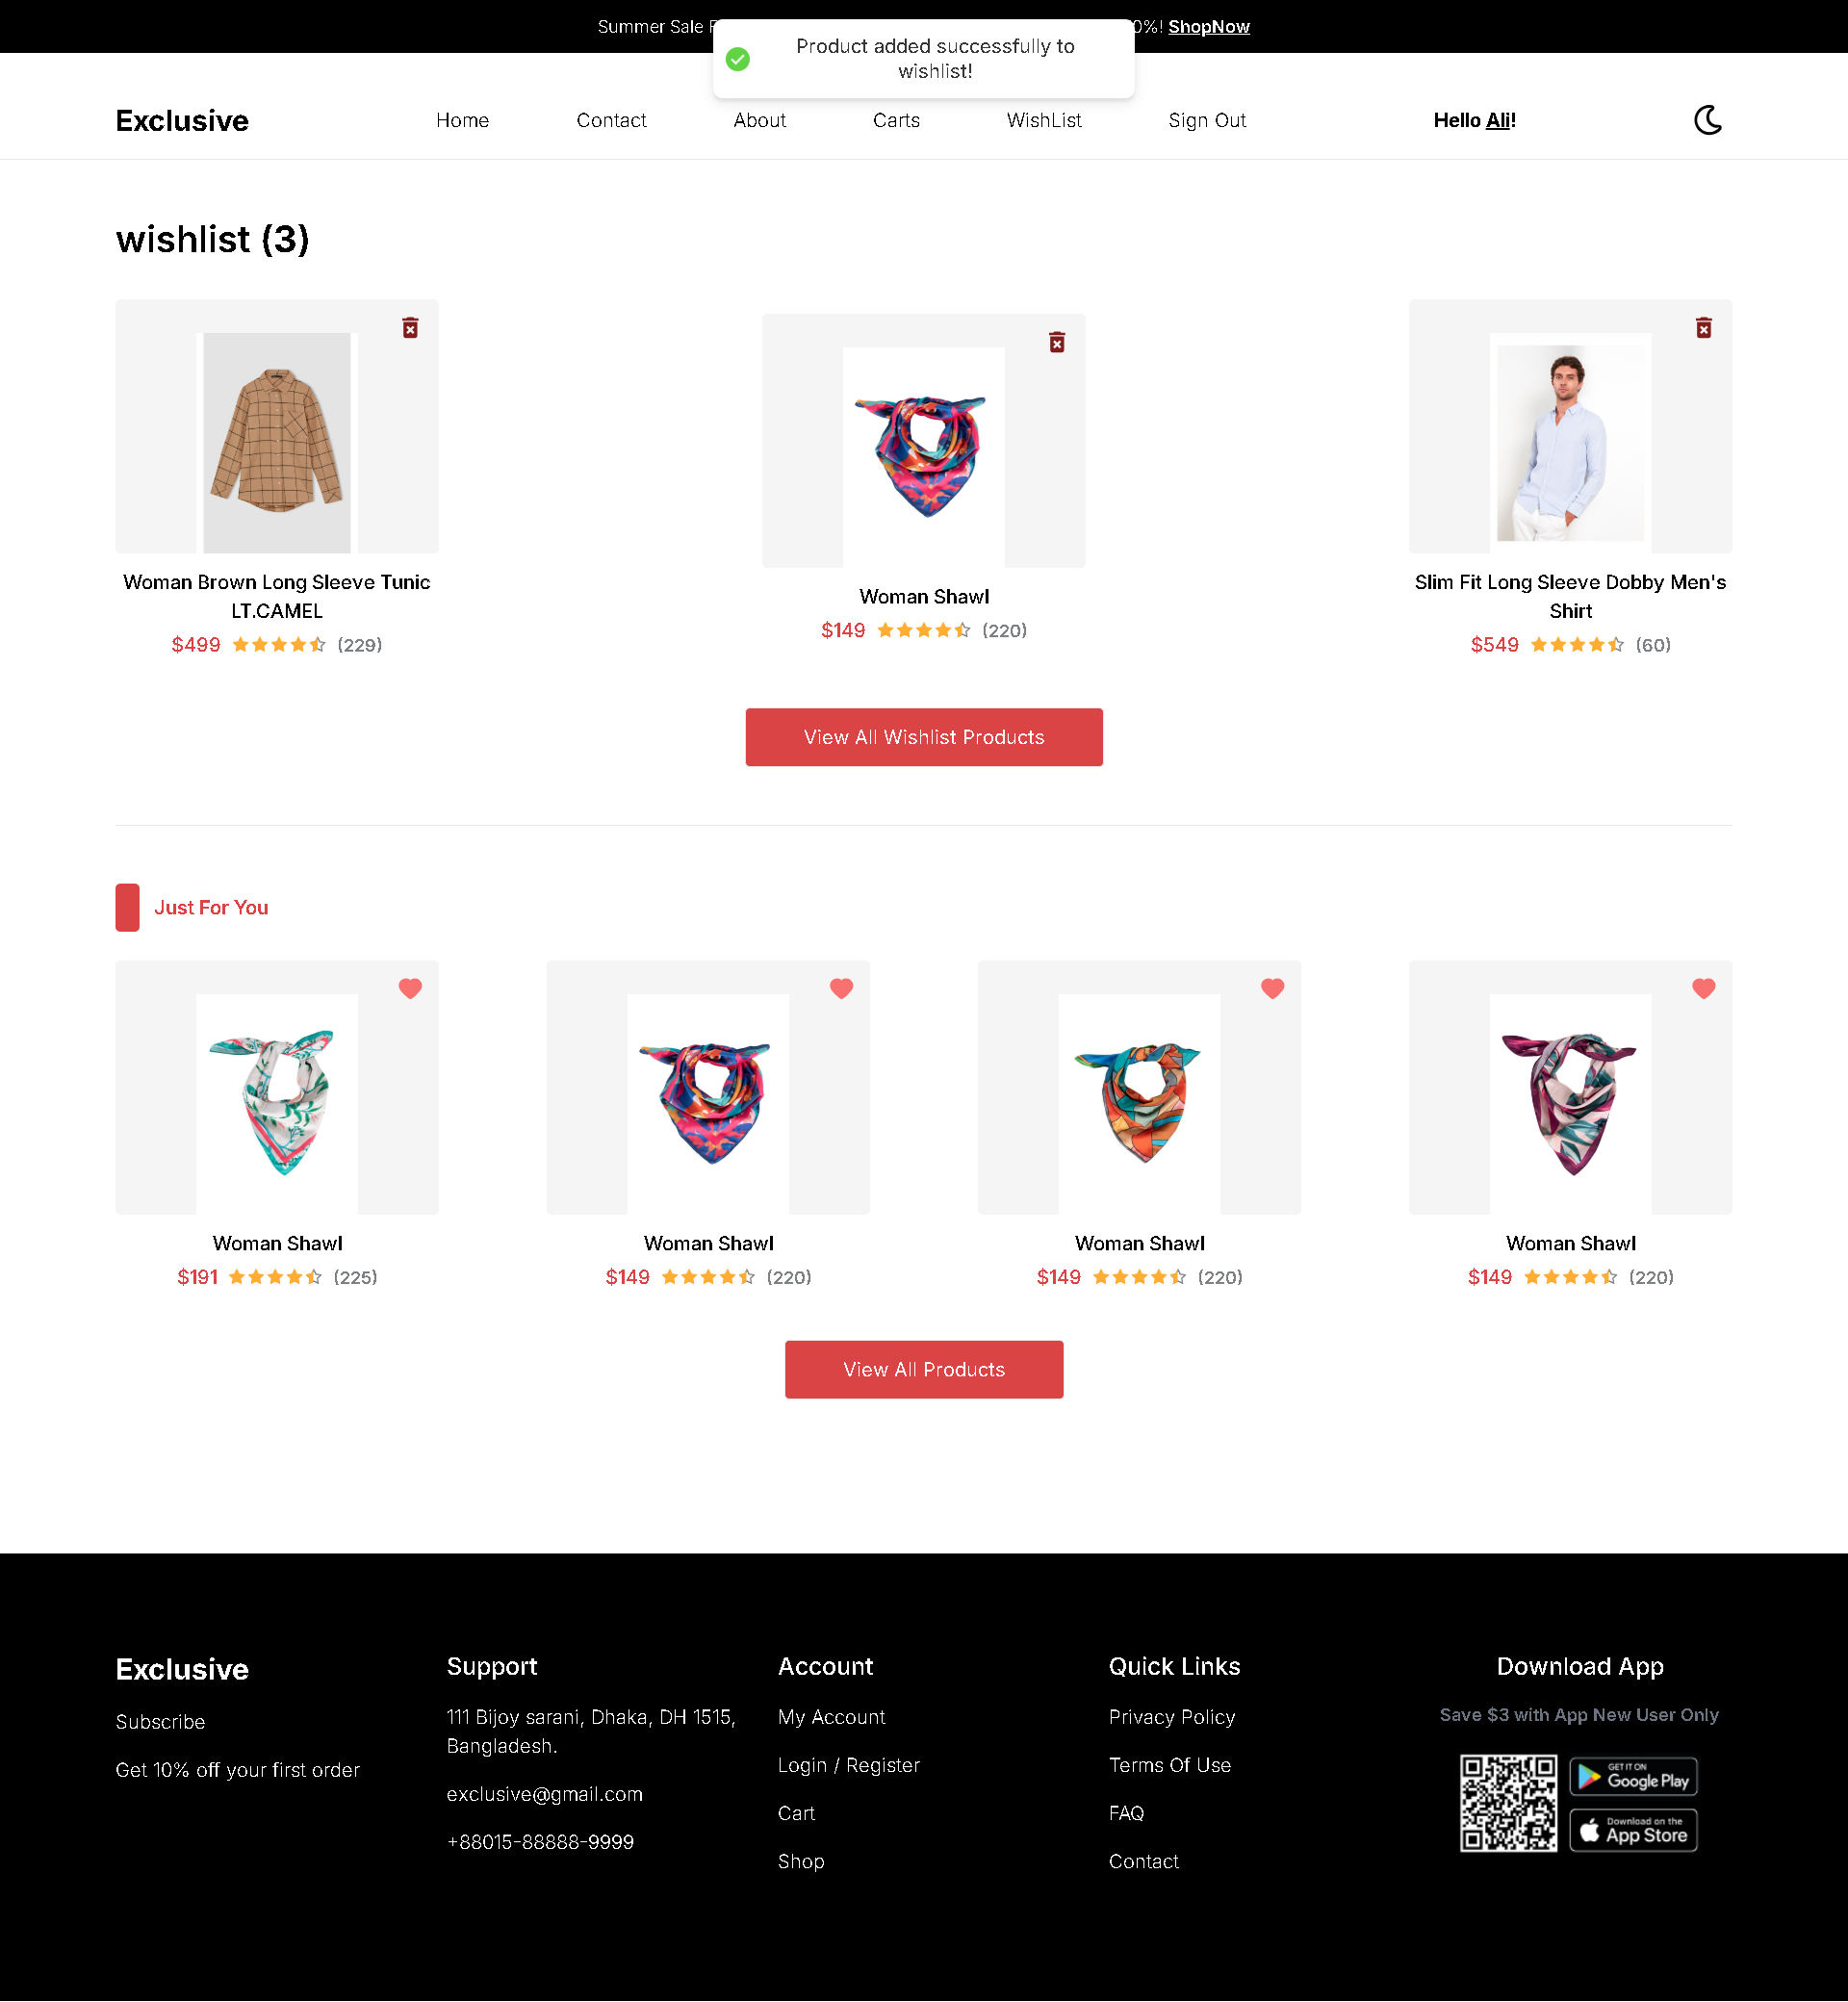 Summer Sale
0%! ShopNow
Product added successfully to
wishlist!
Exclusive
Home
Contact
About
Carts
WishList
Sign Out
Hello Ali!
wishlist (3)
Woman Brown Long Sleeve Tunic
LT.CAMEL
$499 (229)
Woman Shawl
$149 (220)
Slim Fit Long Sleeve Dobby Men's
Shirt
$549 (60)
View All Wishlist Products
Just For You
Woman Shawl
$191 (225)
Woman Shawl
$149 (220)
Woman Shawl
$149 (220)
Woman Shawl
$149 (220)
View All Products
Exclusive
Subscribe
Get 10% off your first order
Support
111 Bijoy sarani, Dhaka, DH 1515,
Bangladesh.
exclusive@gmail.com
+88015-88888-9999
Account
My Account
Login / Register
Cart
Shop
Quick Links
Privacy Policy
Terms Of Use
FAQ
Contact
Download App
Save $3 with App New User Only
GET IT ON
Google Play
Download on the
App Store